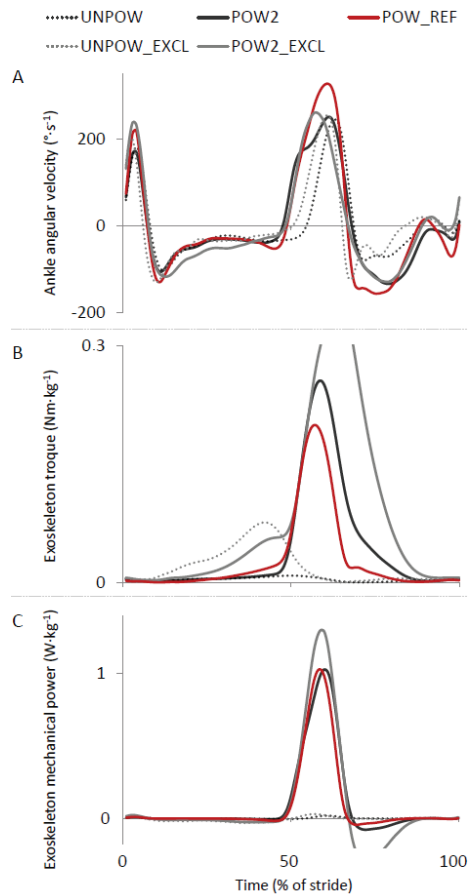 UNPOW POW2 POW_REF
UNPOW_EXCL POW2_EXCL
A
Ankle angular velocity (°·s⁻¹)
200
0
-200
B
Exoskeleton troque (Nm·kg⁻¹)
0.3
0
C
Exoskeleton mechanical power (W·kg⁻¹)
1
0
0 50 100
Time (% of stride)